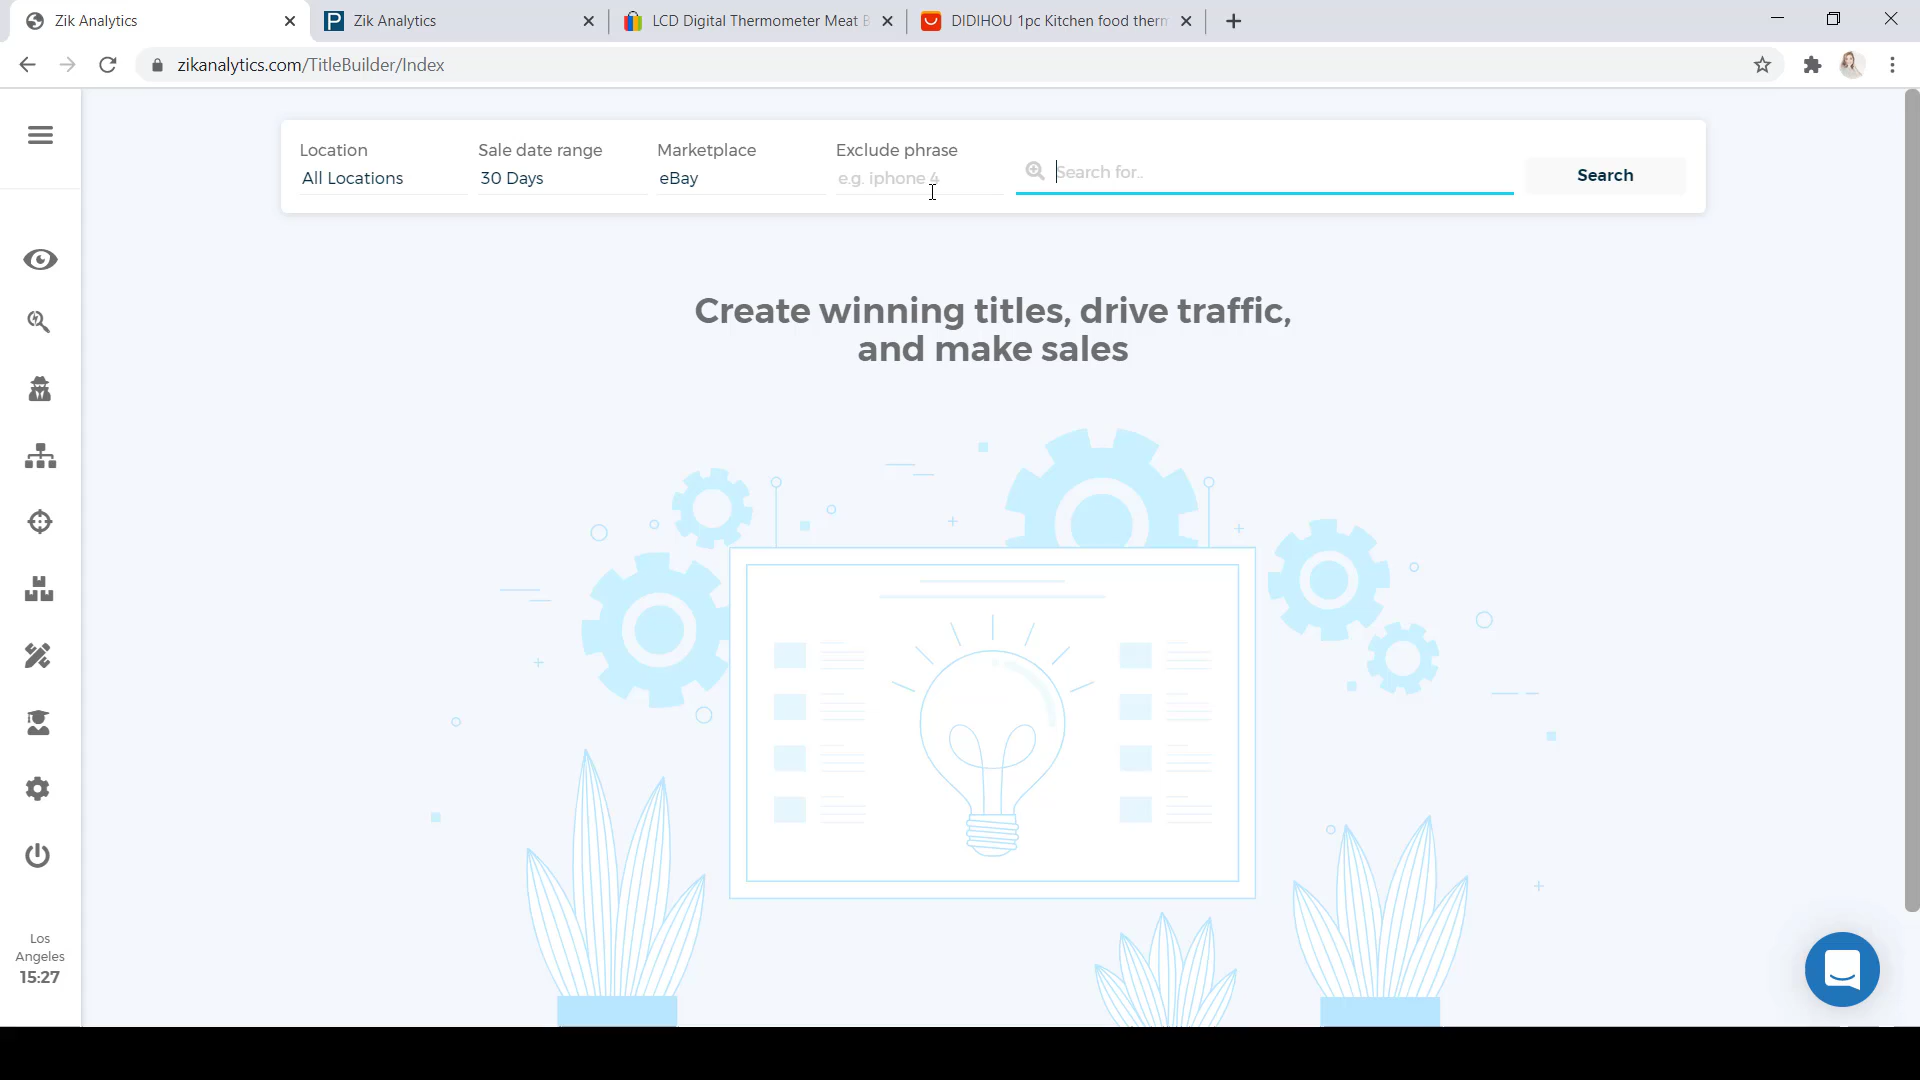 Zik Analytics
Zik Analytics
LCD Digital Thermometer Meat B
DIDIHOU 1pc Kitchen food therm
zikanalytics.com/TitleBuilder/Index
Location
Sale date range
Marketplace
Exclude phrase
All Locations
30 Days
eBay
e.g. iphone 4
Search for..
Search
Create winning titles, drive traffic,
and make sales
Los
Angeles
15:27